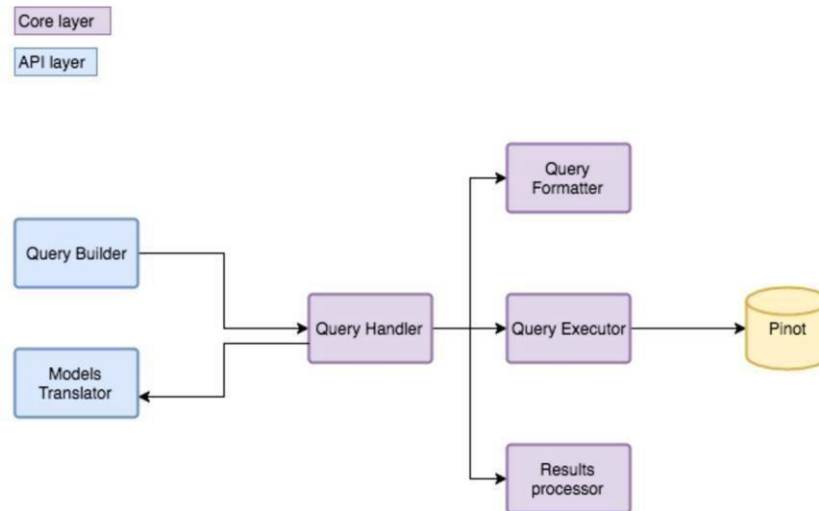 Core layer
API layer
Query
Formatter
Query Builder
Query Handler
Query Executor
Pinot
Models
Translator
Results
processor